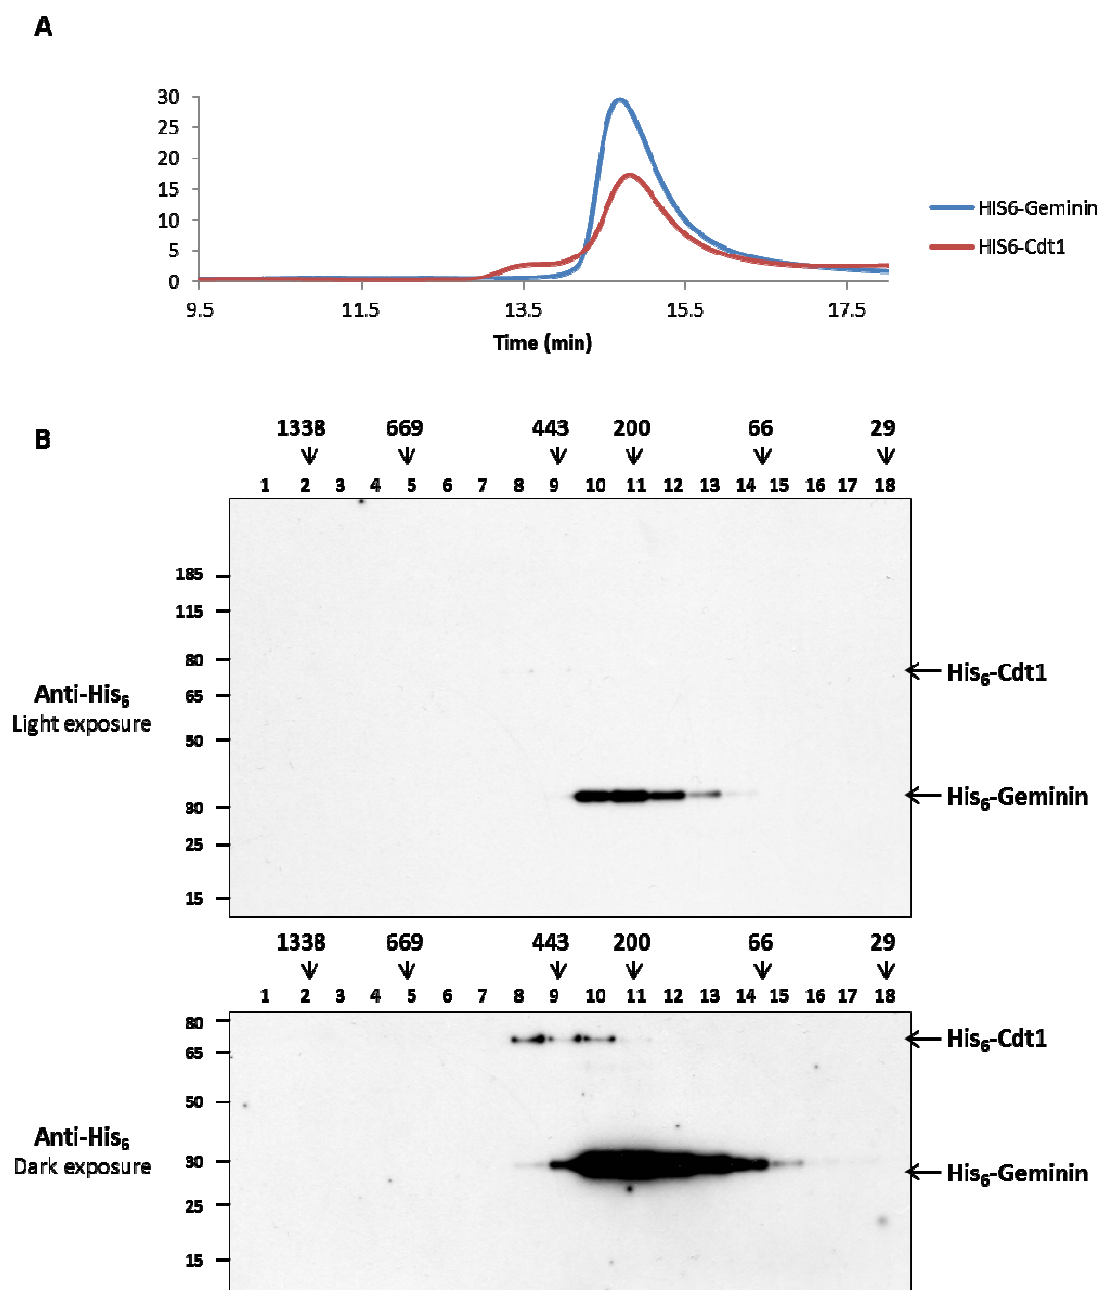 A
30
25
20
15
10
5
0
9.5 11.5 13.5 15.5 17.5
Time (min)
HIS6-Geminin
HIS6-Cdt1
B
1338 669 443 200 66 29
1 2 3 4 5 6 7 8 9 10 11 12 13 14 15 16 17 18
185
115
80
65
50
30
25
15
Anti-His6
Light exposure
His6-Cdt1
His6-Geminin
1338 669 443 200 66 29
1 2 3 4 5 6 7 8 9 10 11 12 13 14 15 16 17 18
80
65
50
30
25
15
Anti-His6
Dark exposure
His6-Cdt1
His6-Geminin